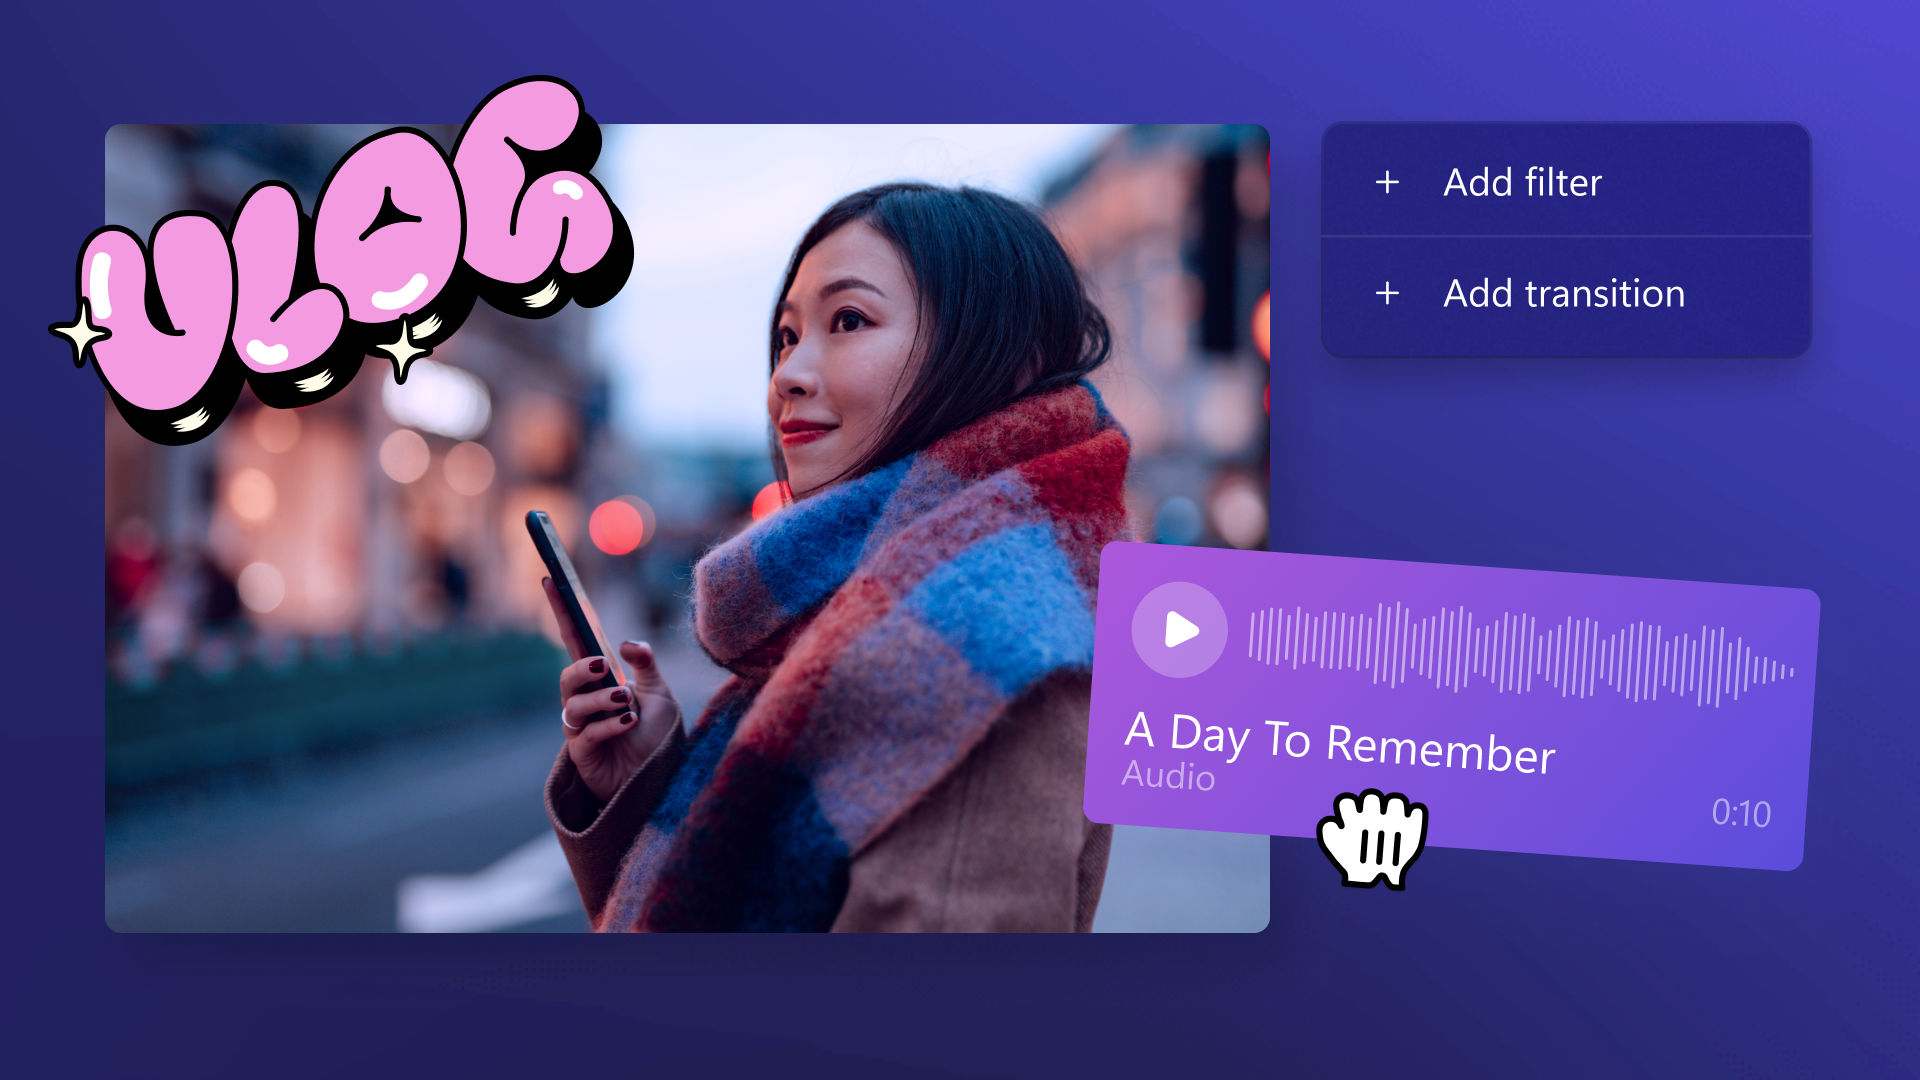 VLOG
Add filter
Add transition
A Day To Remember
Audio
0:10